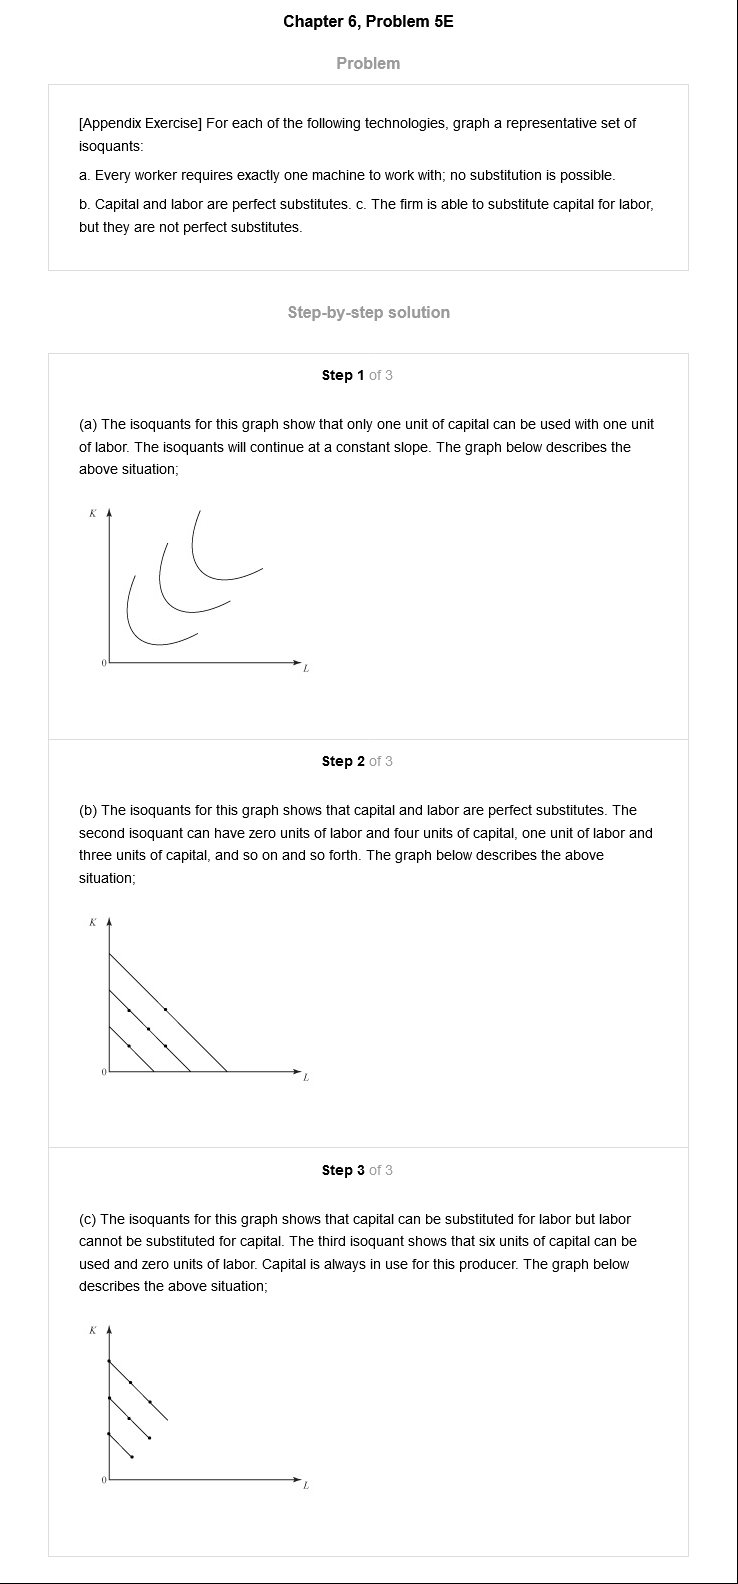 Chapter 6, Problem 5E
Problem
[Appendix Exercise] For each of the following technologies, graph a representative set of
isoquants:
a. Every worker requires exactly one machine to work with; no substitution is possible.
b. Capital and labor are perfect substitutes. c. The firm is able to substitute capital for labor,
but they are not perfect substitutes.
Step-by-step solution
Step 1 of 3
(a) The isoquants for this graph show that only one unit of capital can be used with one unit
of labor. The isoquants will continue at a constant slope. The graph below describes the
above situation;
K
0
L
Step 2 of 3
(b) The isoquants for this graph shows that capital and labor are perfect substitutes. The
second isoquant can have zero units of labor and four units of capital, one unit of labor and
three units of capital, and so on and so forth. The graph below describes the above
situation;
K
0
L
Step 3 of 3
(c) The isoquants for this graph shows that capital can be substituted for labor but labor
cannot be substituted for capital. The third isoquant shows that six units of capital can be
used and zero units of labor. Capital is always in use for this producer. The graph below
describes the above situation;
K
0
L